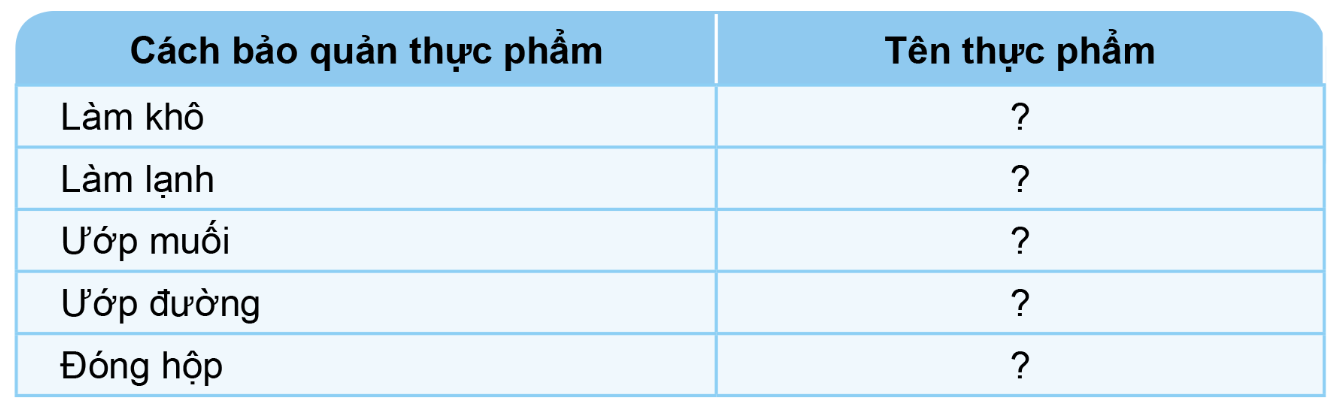 Cách bảo quản thực phẩm Tên thực phẩm
Làm khô ?
Làm lạnh ?
Ướp muối ?
Ướp đường ?
Đóng hộp ?